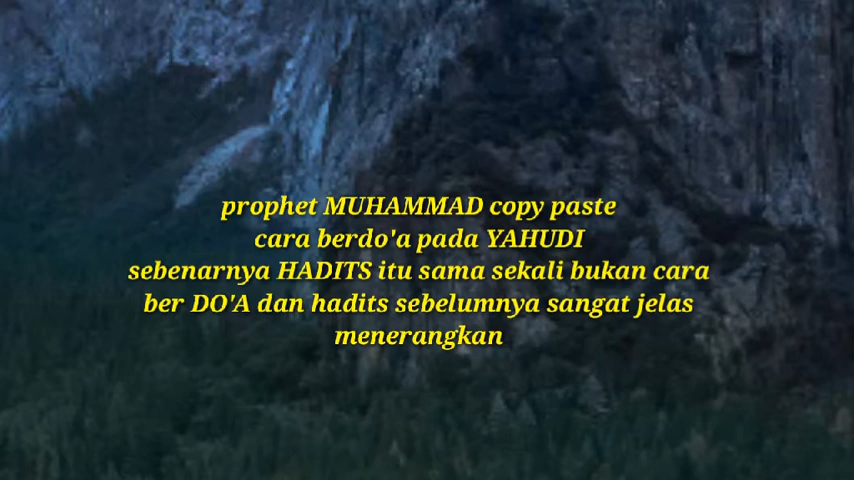 prophet MUHAMMAD copy paste
cara berdo'a pada YAHUDI
sebenarnya HADITS itu sama sekali bukan cara
ber DO'A dan hadits sebelumnya sangat jelas
menerangkan